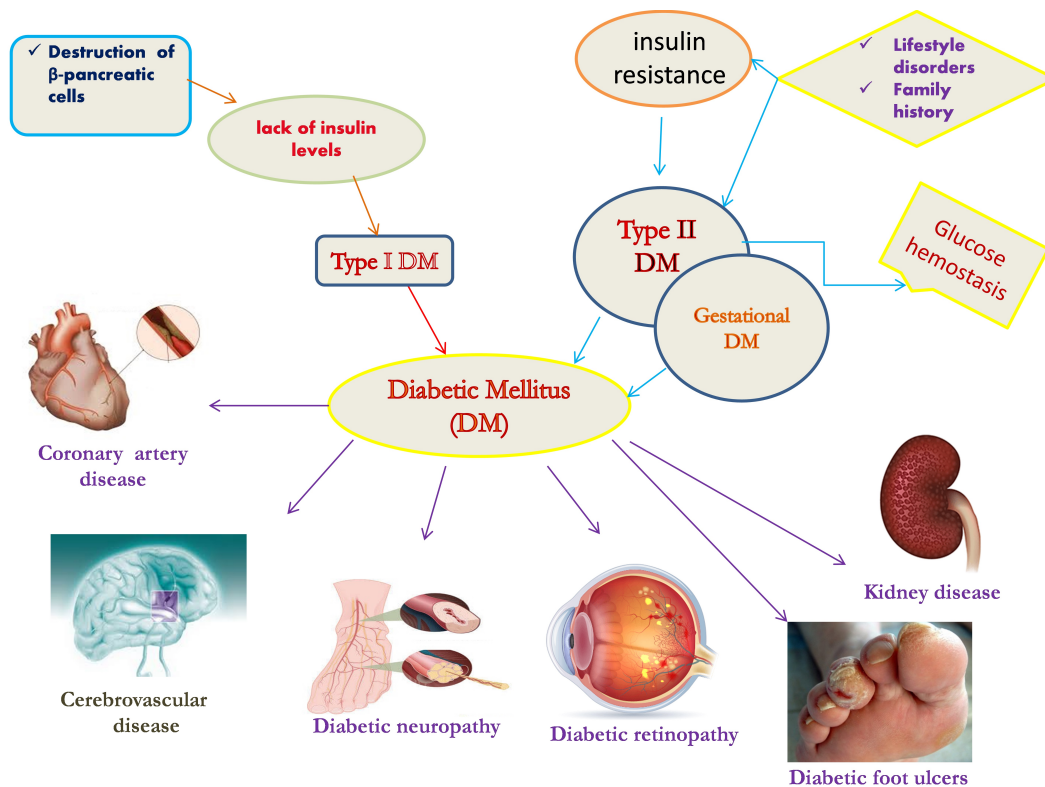 ✓ Destruction of
β-pancreatic
cells
insulin
resistance
✓ Lifestyle
disorders
✓ Family
history
lack of insulin
levels
Type I DM
Type II
DM
Gestational
DM
Glucose
hemostasis
Diabetic Mellitus
(DM)
Coronary artery
disease
Cerebrovascular
disease
Diabetic neuropathy
Diabetic retinopathy
Kidney disease
Diabetic foot ulcers